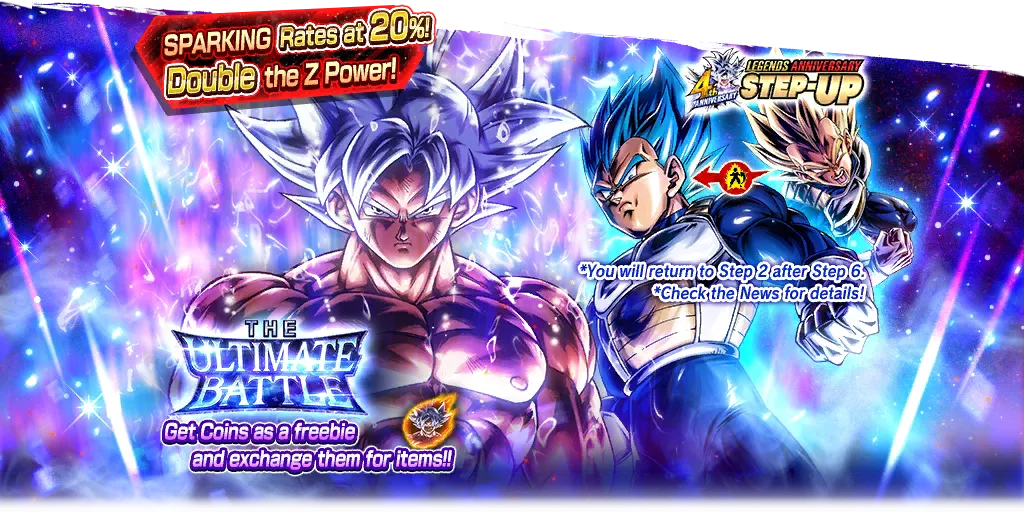 SPARKING Rates at 20%!
Double the Z Power!
4th
ANNIVERSARY
LEGENDS ANNIVERSARY
STEP-UP
*You will return to Step 2 after Step 6.
*Check the News for details!
THE
ULTIMATE
BATTLE
Get Coins as a freebie
and exchange them for items!!